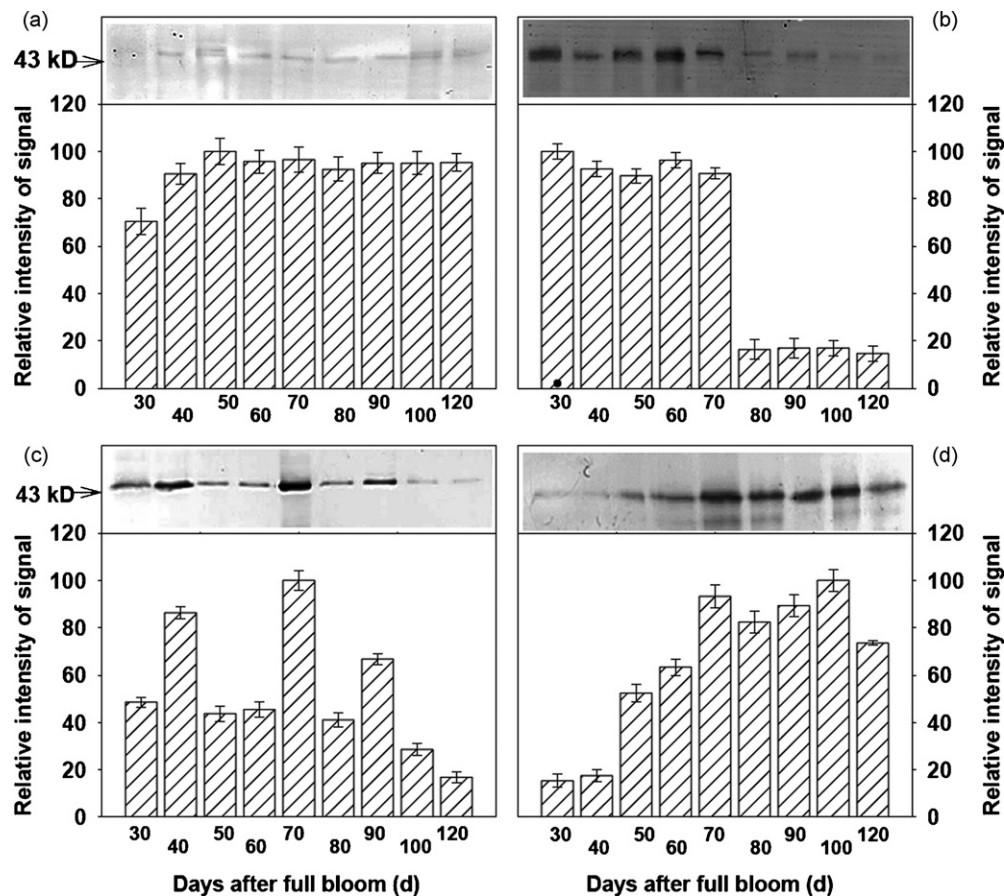 (a)
(b)
43 kD
Relative intensity of signal
120
100
80
60
40
20
0
30 40 50 60 70 80 90 100 120
30 40 50 60 70 80 90 100 120
120
100
80
60
40
20
0
Relative intensity of signal
(c)
(d)
43 kD
Relative intensity of signal
120
100
80
60
40
20
0
30 40 50 60 70 80 90 100 120
30 40 50 60 70 80 90 100 120
120
100
80
60
40
20
0
Relative intensity of signal
Days after full bloom (d)
Days after full bloom (d)